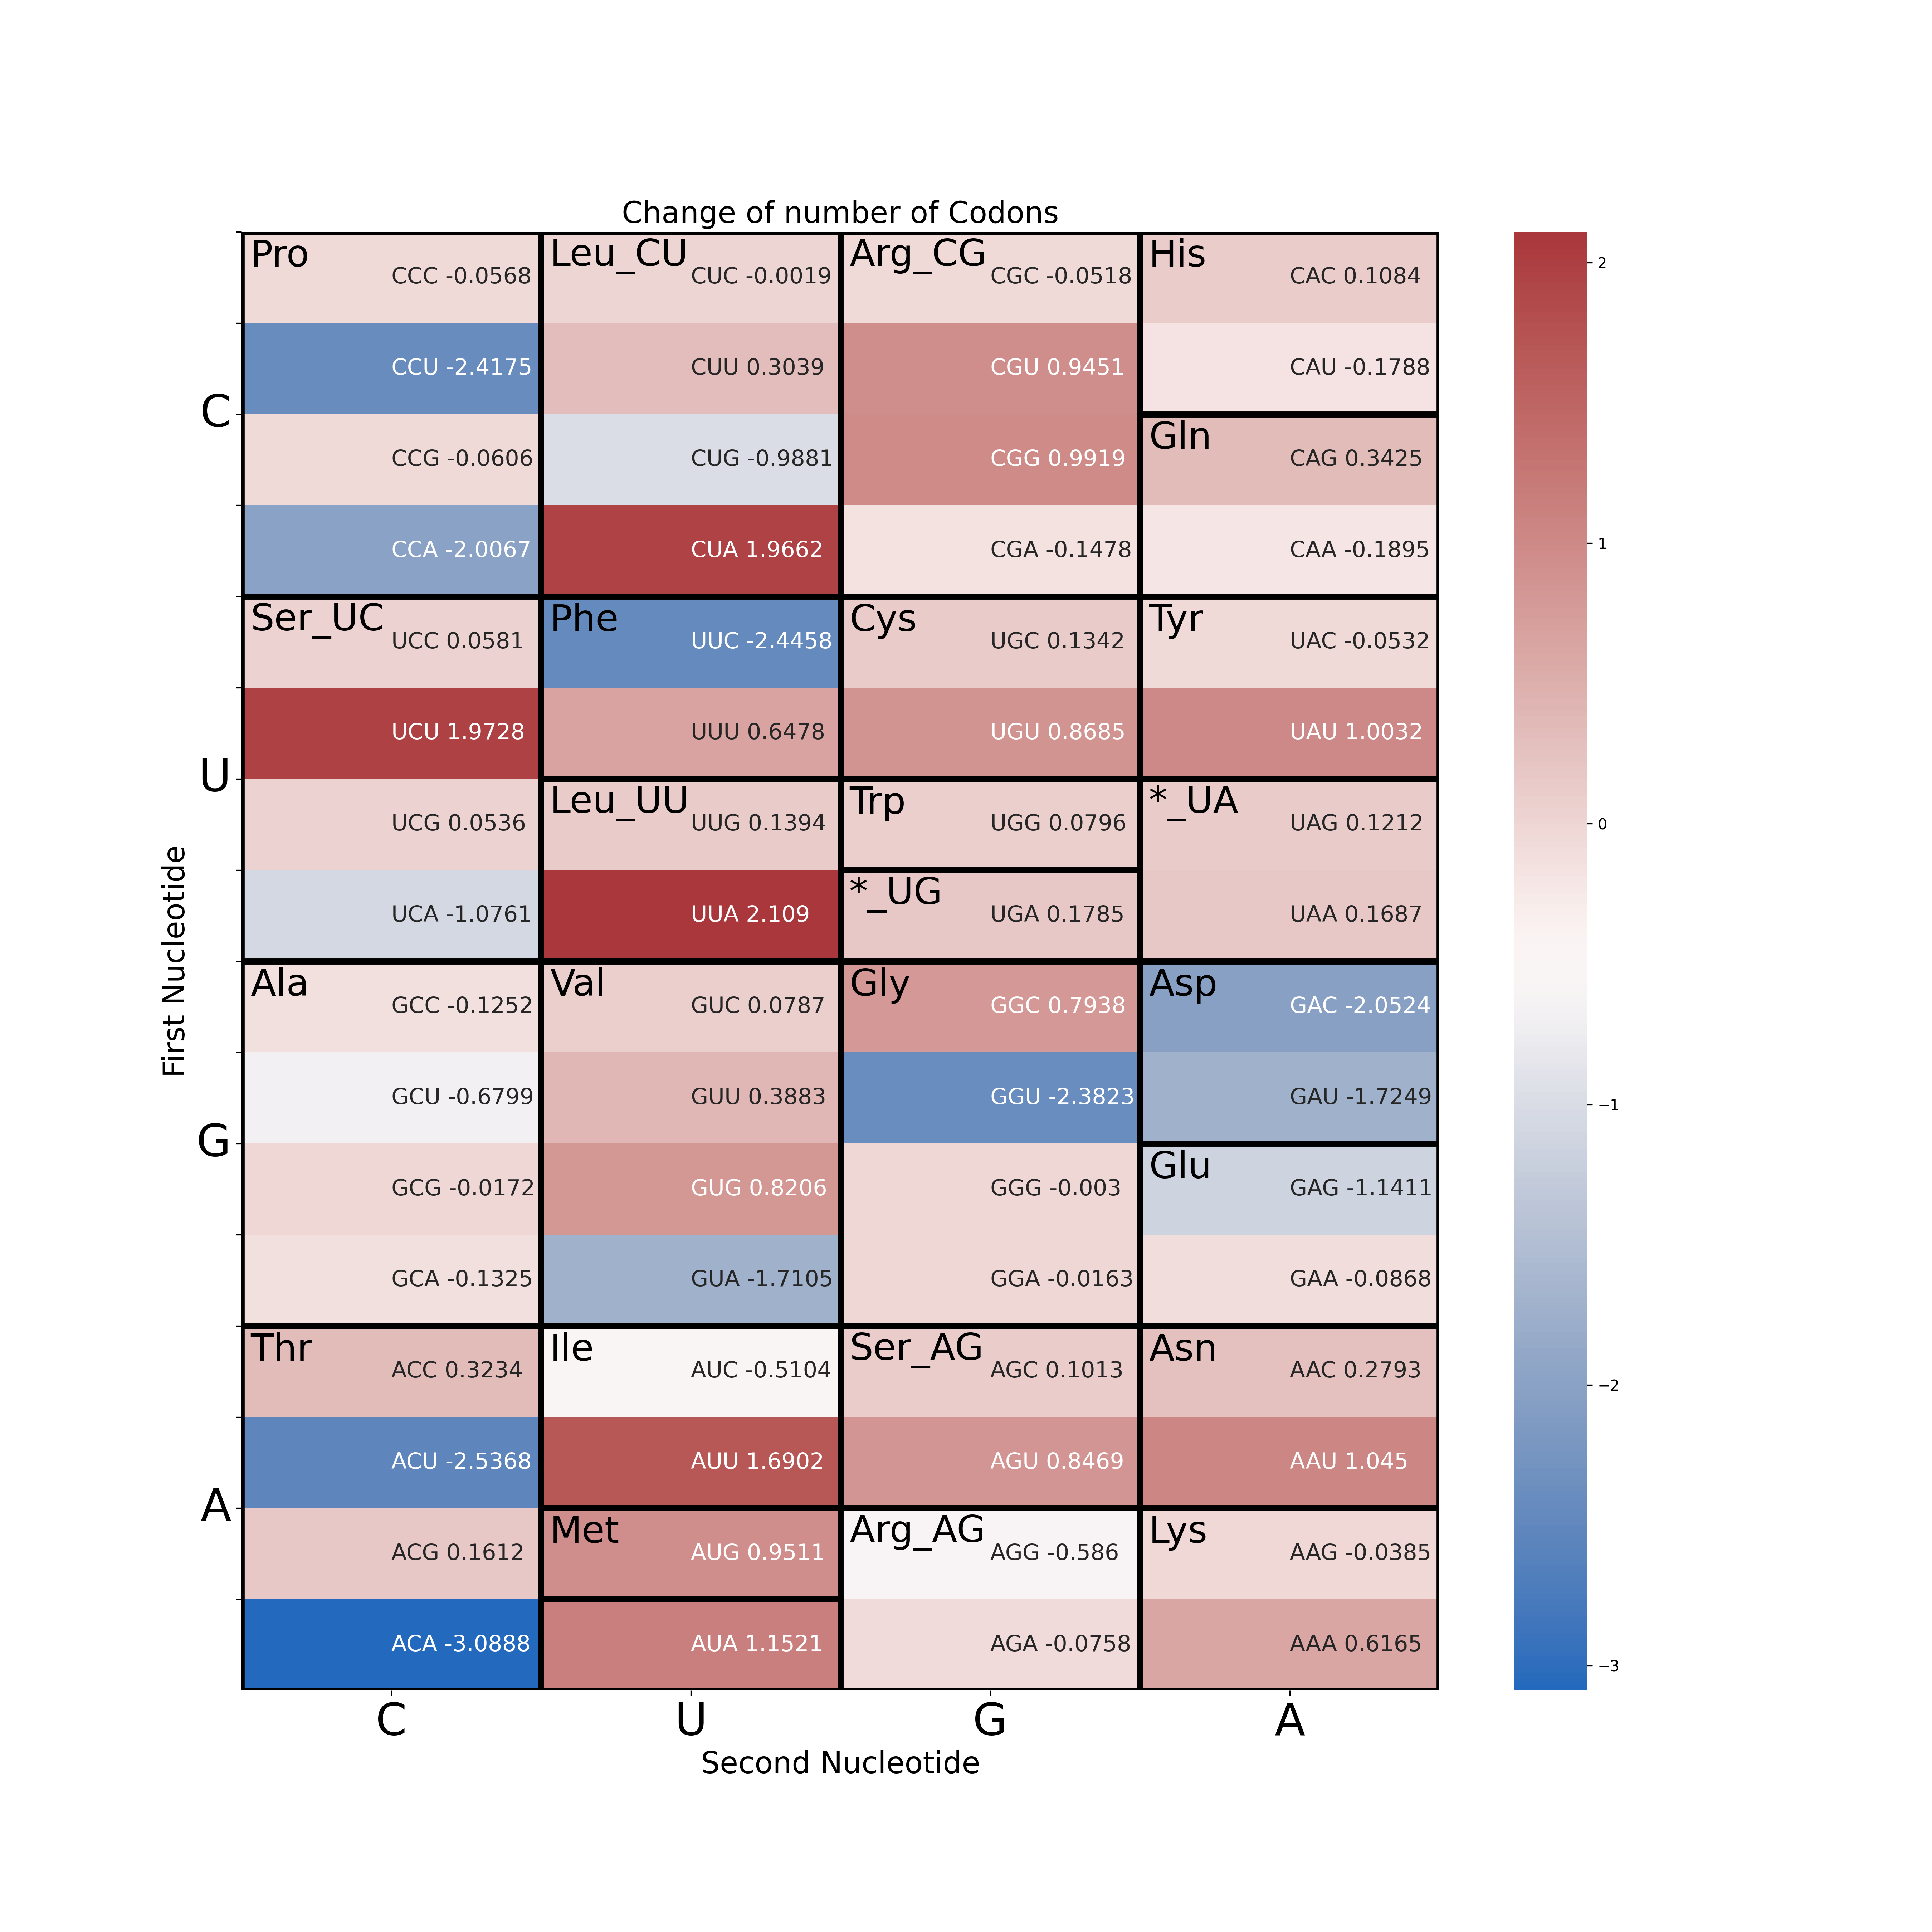 Change of number of Codons
Pro Leu_CU Arg_CG His
CCC -0.0568 CUC -0.0019 CGC -0.0518 CAC 0.1084
CCU -2.4175 CUU 0.3039 CGU 0.9451 CAU -0.1788
C
Gln
CCG -0.0606 CUG -0.9881 CGG 0.9919 CAG 0.3425
CCA -2.0067 CUA 1.9662 CGA -0.1478 CAA -0.1895
Ser_UC Phe Cys Tyr
UCC 0.0581 UUC -2.4458 UGC 0.1342 UAC -0.0532
UCU 1.9728 UUU 0.6478 UGU 0.8685 UAU 1.0032
U
Leu_UU Trp *_UA
UCG 0.0536 UUG 0.1394 UGG 0.0796 UAG 0.1212
*_UG
UCA -1.0761 UUA 2.109 UGA 0.1785 UAA 0.1687
Ala Val Gly Asp
GCC -0.1252 GUC 0.0787 GGC 0.7938 GAC -2.0524
GCU -0.6799 GUU 0.3883 GGU -2.3823 GAU -1.7249
G
Glu
GCG -0.0172 GUG 0.8206 GGG -0.003 GAG -1.1411
GCA -0.1325 GUA -1.7105 GGA -0.0163 GAA -0.0868
Thr Ile Ser_AG Asn
ACC 0.3234 AUC -0.5104 AGC 0.1013 AAC 0.2793
ACU -2.5368 AUU 1.6902 AGU 0.8469 AAU 1.045
A
Met Arg_AG Lys
ACG 0.1612 AUG 0.9511 AGG -0.586 AAG -0.0385
ACA -3.0888 AUA 1.1521 AGA -0.0758 AAA 0.6165
C U G A
Second Nucleotide
First Nucleotide
2
1
0
−1
−2
−3